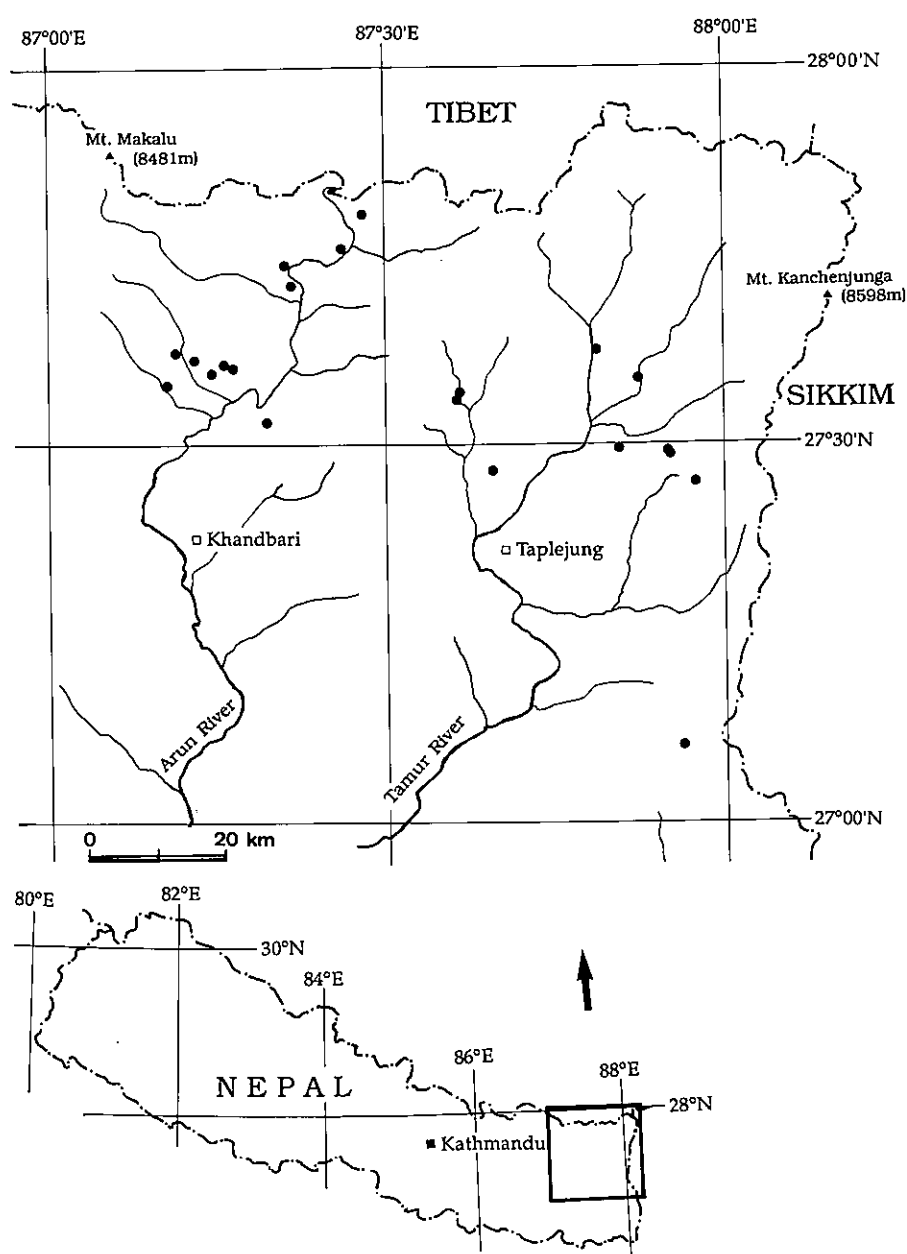 87°00'E
87°30'E
88°00'E
28°00'N
TIBET
Mt. Makalu
(8481m)
Mt. Kanchenjunga
(8598m)
SIKKIM
27°30'N
Khandbari
Taplejung
Arun River
Tamur River
27°00'N
0 20 km
80°E
82°E
30°N
84°E
86°E
88°E
NEPAL
28°N
Kathmandu